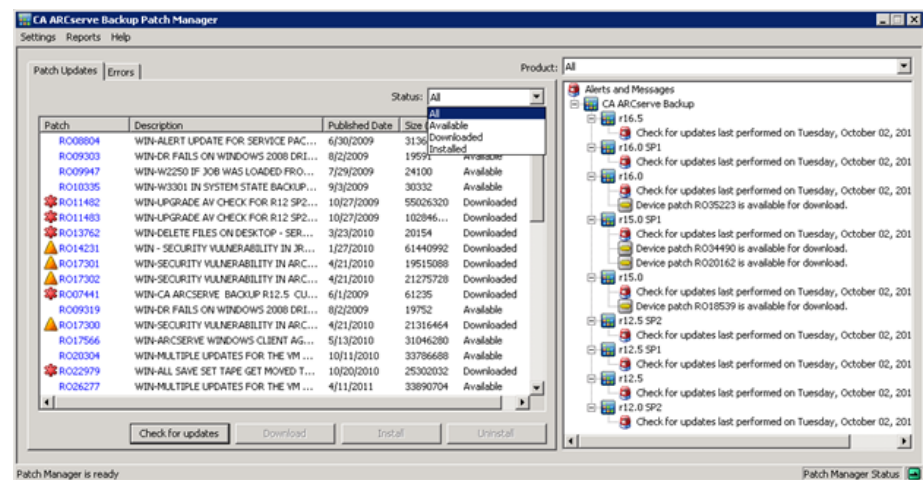 CA ARCserve Backup Patch Manager
Settings Reports Help
Patch Updates Errors
Product: All
Status: All
All
Available
Downloaded
Installed
Patch Description Published Date Size
RO08804 WIN-ALERT UPDATE FOR SERVICE PAC... 6/30/2009 3136
RO09303 WIN-DR FAILS ON WINDOWS 2008 DRI... 8/2/2009 19591 Available
RO09947 WIN-W2250 IF JOB WAS LOADED FRO... 7/29/2009 24100 Available
RO10335 WIN-W3301 IN SYSTEM STATE BACKUP... 9/3/2009 30332 Available
RO11482 WIN-UPGRADE AV CHECK FOR R12 SP2... 10/27/2009 55026320 Downloaded
RO11483 WIN-UPGRADE AV CHECK FOR R12 SP2... 10/27/2009 102846... Downloaded
RO13762 WIN-DELETE FILES ON DESKTOP - SER... 3/23/2010 20154 Downloaded
RO14231 WIN - SECURITY VULNERABILITY IN JR... 1/27/2010 61440992 Downloaded
RO17301 WIN-SECURITY VULNERABILITY IN ARC... 4/21/2010 19515088 Downloaded
RO17302 WIN-SECURITY VULNERABILITY IN ARC... 4/21/2010 21275728 Downloaded
RO07441 WIN-CA ARCSERVE BACKUP R12.5 CU... 6/1/2009 61235 Downloaded
RO09319 WIN-DR FAILS ON WINDOWS 2008 DRI... 8/2/2009 19752 Available
RO17300 WIN-SECURITY VULNERABILITY IN ARC... 4/21/2010 21316464 Downloaded
RO17566 WIN-ARCSERVE WINDOWS CLIENT AG... 5/13/2010 31046280 Available
RO20304 WIN-MULTIPLE UPDATES FOR THE VM ... 10/11/2010 33786688 Available
RO22979 WIN-ALL SAVE SET TAPE GET MOVED T... 10/20/2010 25302032 Downloaded
RO26277 WIN-MULTIPLE UPDATES FOR THE VM ... 4/11/2011 33890704 Available
Check for updates Download Install Uninstall
Alerts and Messages
CA ARCserve Backup
r16.5
Check for updates last performed on Tuesday, October 02, 201
r16.0 SP1
Check for updates last performed on Tuesday, October 02, 201
r16.0
Check for updates last performed on Tuesday, October 02, 201
Device patch RO35223 is available for download.
r15.0 SP1
Check for updates last performed on Tuesday, October 02, 201
Device patch RO34490 is available for download.
Device patch RO20162 is available for download.
r15.0
Check for updates last performed on Tuesday, October 02, 201
Device patch RO18539 is available for download.
r12.5 SP2
Check for updates last performed on Tuesday, October 02, 201
r12.5 SP1
Check for updates last performed on Tuesday, October 02, 201
r12.5
Check for updates last performed on Tuesday, October 02, 201
r12.0 SP2
Check for updates last performed on Tuesday, October 02, 201
Patch Manager is ready
Patch Manager Status